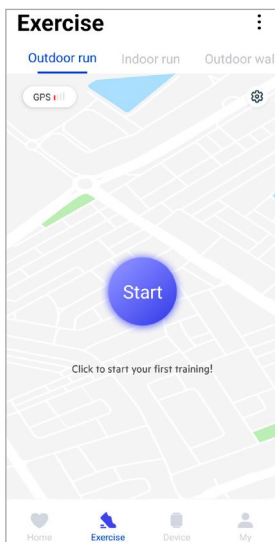 Exercise
Outdoor run Indoor run Outdoor wal
GPS
Start
Click to start your first training!
Home Exercise Device My